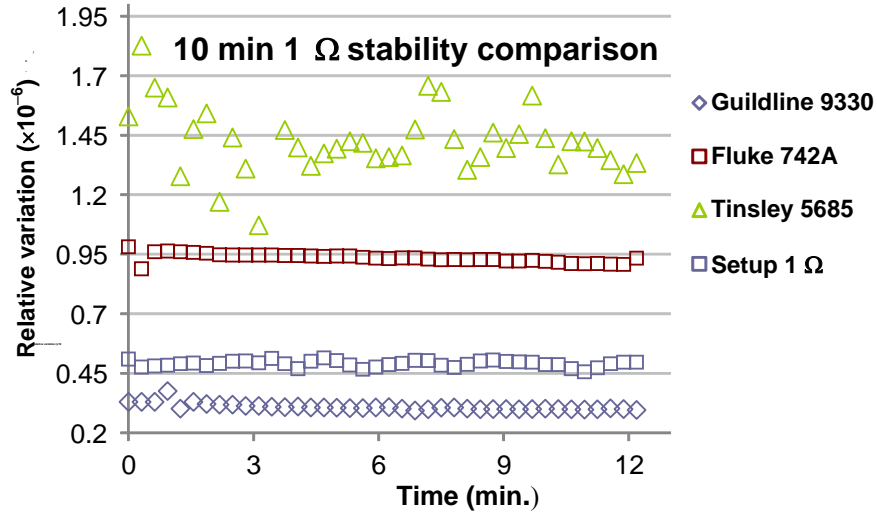 10 min 1 Ω stability comparison
Relative variation (×10⁻⁶)
1.95
1.7
1.45
1.2
0.95
0.7
0.45
0.2
0
3
6
9
12
Time (min.)
Guildline 9330
Fluke 742A
Tinsley 5685
Setup 1 Ω